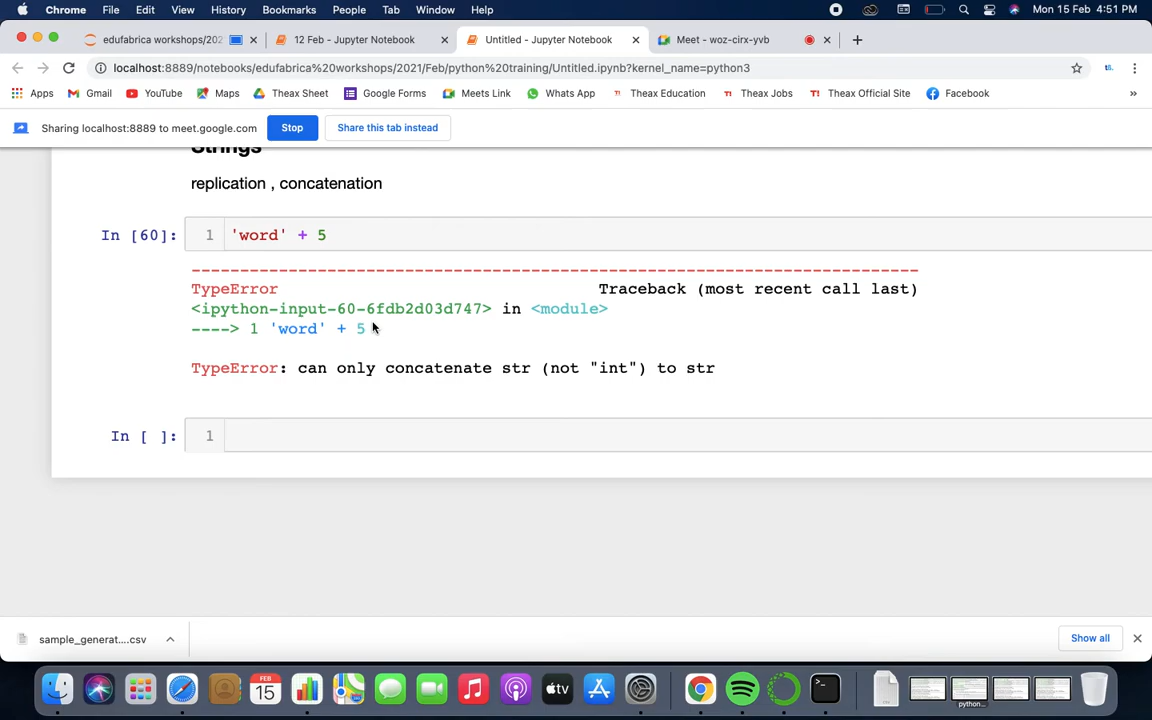 Chrome File Edit View History Bookmarks People Tab Window Help Mon 15 Feb 4:51 PM
edufabrica workshops/202 12 Feb - Jupyter Notebook Untitled - Jupyter Notebook Meet - woz-cirx-yvb
localhost:8889/notebooks/edufabrica%20workshops/2021/Feb/python%20training/Untitled.ipynb?kernel_name=python3
Apps Gmail YouTube Maps Theax Sheet Google Forms Meets Link Whats App Theax Education Theax Jobs Theax Official Site Facebook »
Sharing localhost:8889 to meet.google.com Stop Share this tab instead
Strings
replication , concatenation
In [60]: 1 'word' + 5
---------------------------------------------------------------------------
TypeError Traceback (most recent call last)
<ipython-input-60-6fdb2d03d747> in <module>
----> 1 'word' + 5
TypeError: can only concatenate str (not "int") to str
In [ ]: 1
sample_generat....csv Show all
FEB
15
tv
python...